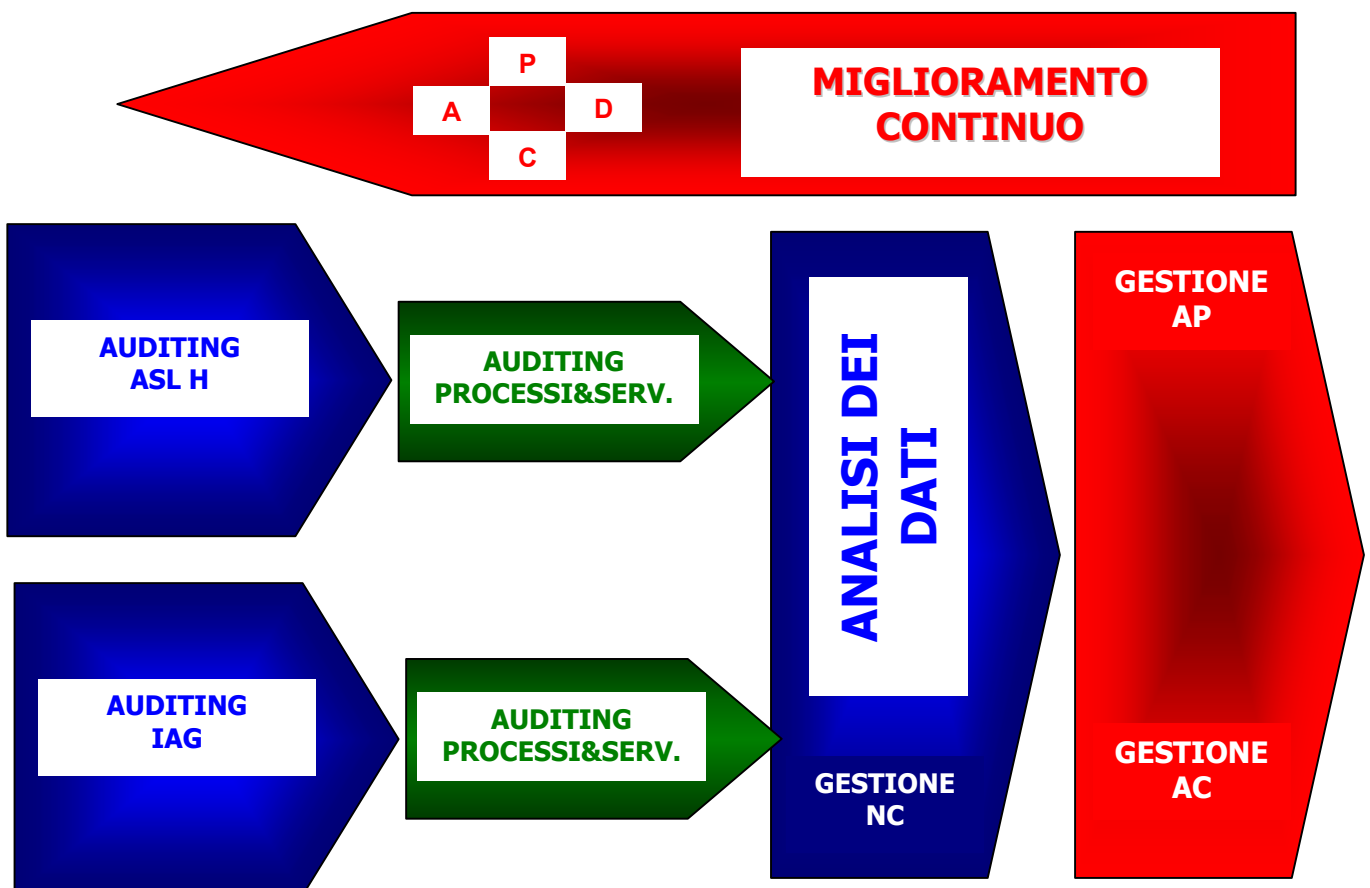 P
A
D
C
MIGLIORAMENTO
CONTINUO
AUDITING
ASL H
AUDITING
PROCESSI&SERV.
ANALISI DEI
DATI
GESTIONE
AP
AUDITING
IAG
AUDITING
PROCESSI&SERV.
GESTIONE
NC
GESTIONE
AC